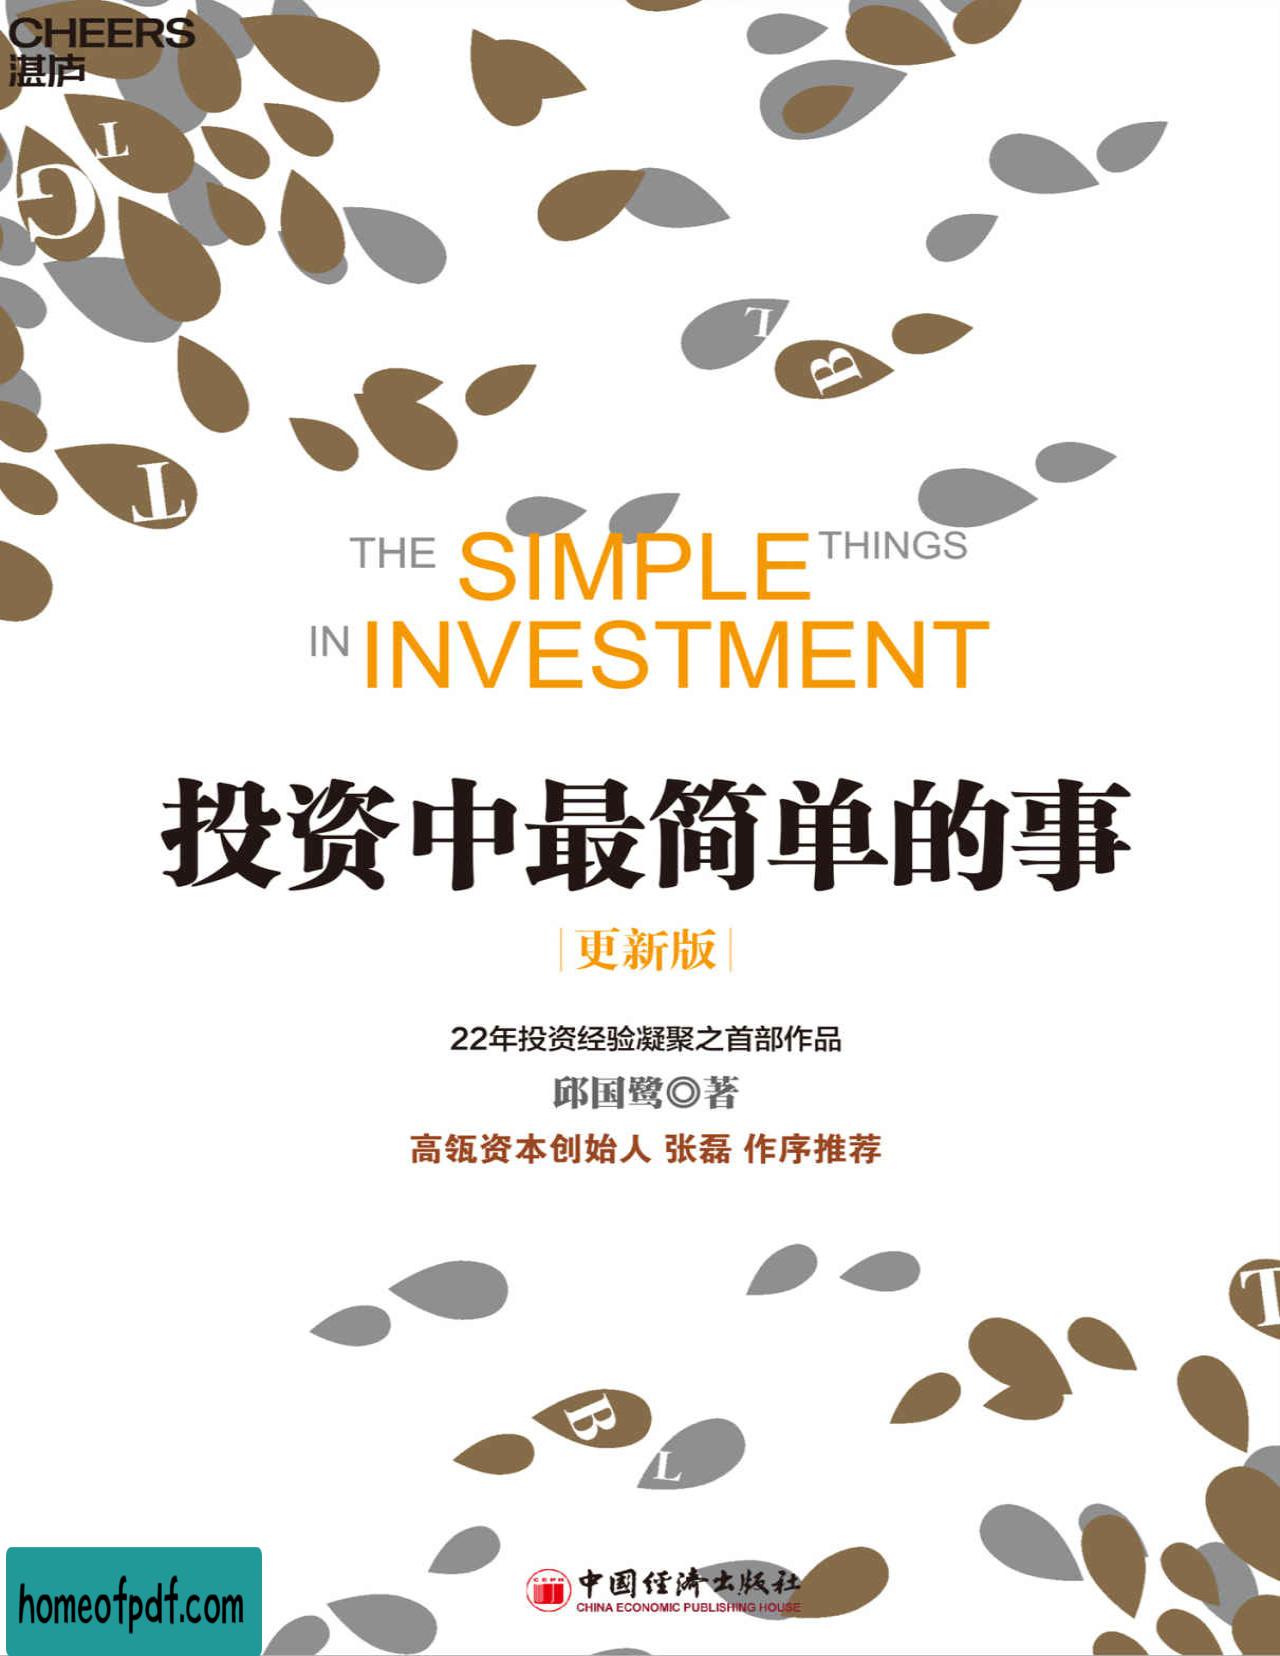 CHEERS
湛庐
T
G
L
B
T
THE SIMPLE THINGS
IN INVESTMENT
投资中最简单的事
更新版
22年投资经验凝聚之首部作品
邱国鹭◎著
高瓴资本创始人 张磊 作序推荐
T
B
L
中国经济出版社
CHINA ECONOMIC PUBLISHING HOUSE
homeofpdf.com